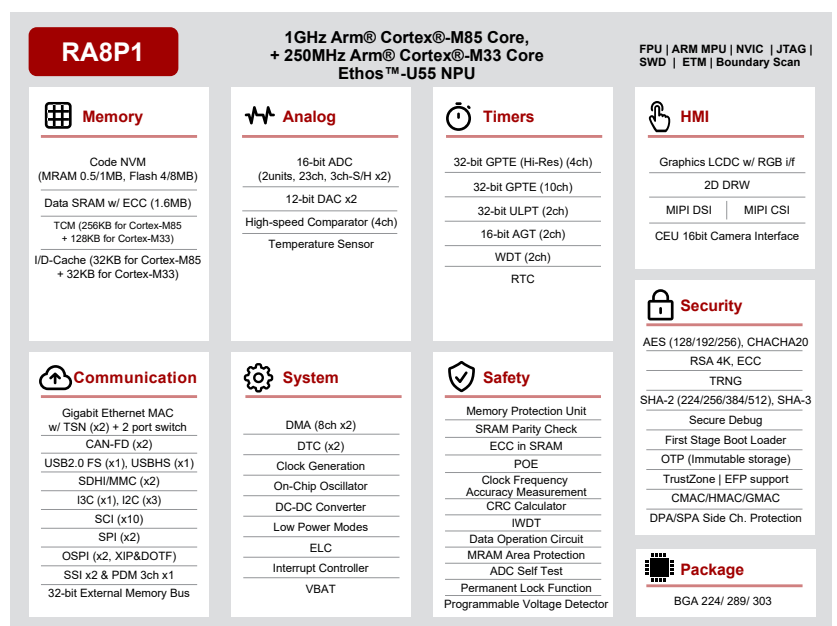 RA8P1
1GHz Arm® Cortex®-M85 Core,
+ 250MHz Arm® Cortex®-M33 Core
Ethos™-U55 NPU
FPU | ARM MPU | NVIC | JTAG |
SWD | ETM | Boundary Scan
Memory
Code NVM
(MRAM 0.5/1MB, Flash 4/8MB)
Data SRAM w/ ECC (1.6MB)
TCM (256KB for Cortex-M85
+ 128KB for Cortex-M33)
I/D-Cache (32KB for Cortex-M85
+ 32KB for Cortex-M33)
Analog
16-bit ADC
(2units, 23ch, 3ch-S/H x2)
12-bit DAC x2
High-speed Comparator (4ch)
Temperature Sensor
Timers
32-bit GPTE (Hi-Res) (4ch)
32-bit GPTE (10ch)
32-bit ULPT (2ch)
16-bit AGT (2ch)
WDT (2ch)
RTC
HMI
Graphics LCDC w/ RGB i/f
2D DRW
MIPI DSI | MIPI CSI
CEU 16bit Camera Interface
Communication
Gigabit Ethernet MAC
w/ TSN (x2) + 2 port switch
CAN-FD (x2)
USB2.0 FS (x1), USBHS (x1)
SDHI/MMC (x2)
I3C (x1), I2C (x3)
SCI (x10)
SPI (x2)
OSPI (x2, XIP&DOTF)
SSI x2 & PDM 3ch x1
32-bit External Memory Bus
System
DMA (8ch x2)
DTC (x2)
Clock Generation
On-Chip Oscillator
DC-DC Converter
Low Power Modes
ELC
Interrupt Controller
VBAT
Safety
Memory Protection Unit
SRAM Parity Check
ECC in SRAM
POE
Clock Frequency
Accuracy Measurement
CRC Calculator
IWDT
Data Operation Circuit
MRAM Area Protection
ADC Self Test
Permanent Lock Function
Programmable Voltage Detector
Security
AES (128/192/256), CHACHA20
RSA 4K, ECC
TRNG
SHA-2 (224/256/384/512), SHA-3
Secure Debug
First Stage Boot Loader
OTP (Immutable storage)
TrustZone | EFP support
CMAC/HMAC/GMAC
DPA/SPA Side Ch. Protection
Package
BGA 224/ 289/ 303